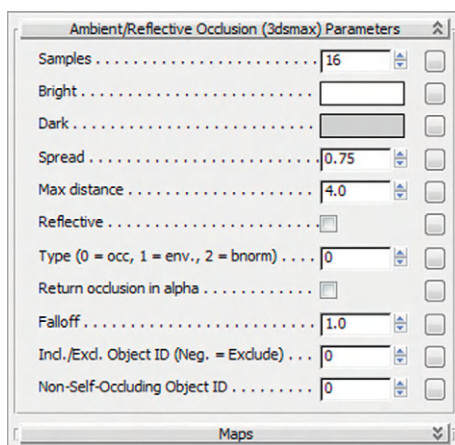 Ambient/Reflective Occlusion (3dsmax) Parameters
Samples . . . . . . . . . . . . . . . . . . . . . . . . . 16
Bright . . . . . . . . . . . . . . . . . . . . . . . . . . .
Dark . . . . . . . . . . . . . . . . . . . . . . . . . . . .
Spread . . . . . . . . . . . . . . . . . . . . . . . . . . 0.75
Max distance . . . . . . . . . . . . . . . . . . . . . 4.0
Reflective . . . . . . . . . . . . . . . . . . . . . . . .
Type (0 = occ, 1 = env., 2 = bnorm) . . . . 0
Return occlusion in alpha . . . . . . . . . . . .
Falloff . . . . . . . . . . . . . . . . . . . . . . . . . . . 1.0
Incl./Excl. Object ID (Neg. = Exclude) . . . 0
Non-Self-Occluding Object ID . . . . . . . . . 0
Maps